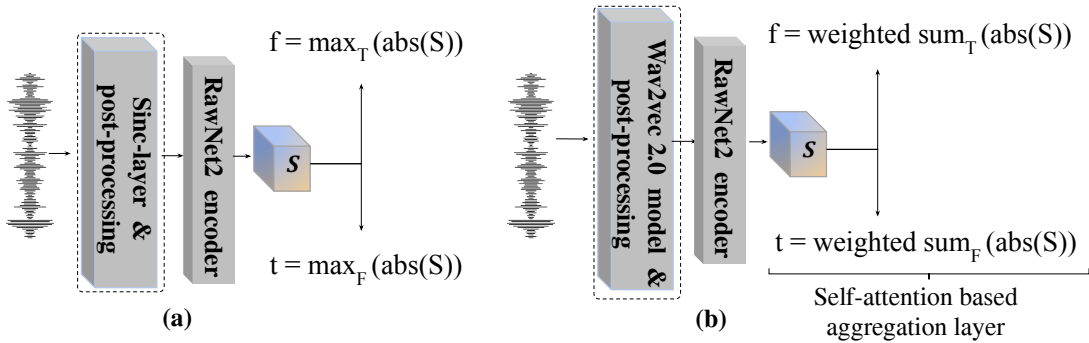 Sinc-layer &
post-processing
RawNet2 encoder
S
f = max_T (abs(S))
t = max_F (abs(S))
(a)
Wav2vec 2.0 model &
post-processing
RawNet2 encoder
S
f = weighted sum_T (abs(S))
t = weighted sum_F (abs(S))
Self-attention based
aggregation layer
(b)